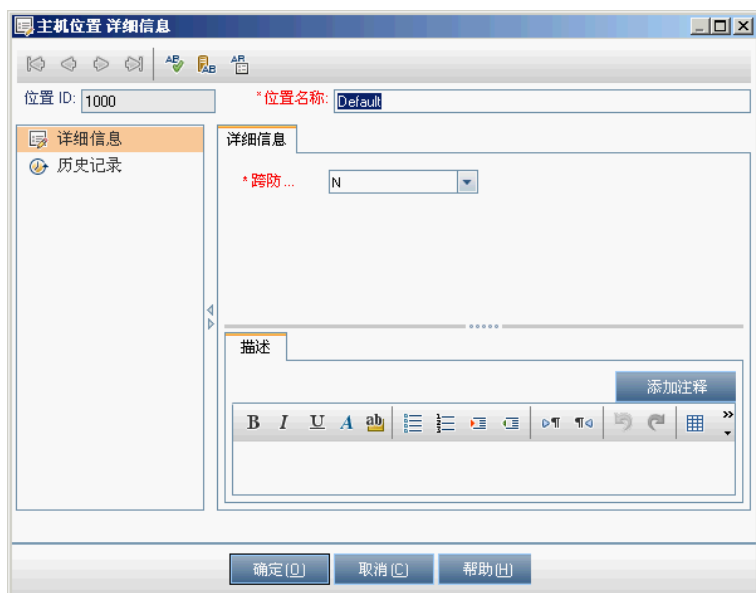 主机位置 详细信息
位置 ID: 1000 *位置名称: Default
详细信息
历史记录
详细信息
*跨防... N
描述
添加注释
B I U A ab
确定(O) 取消(C) 帮助(H)